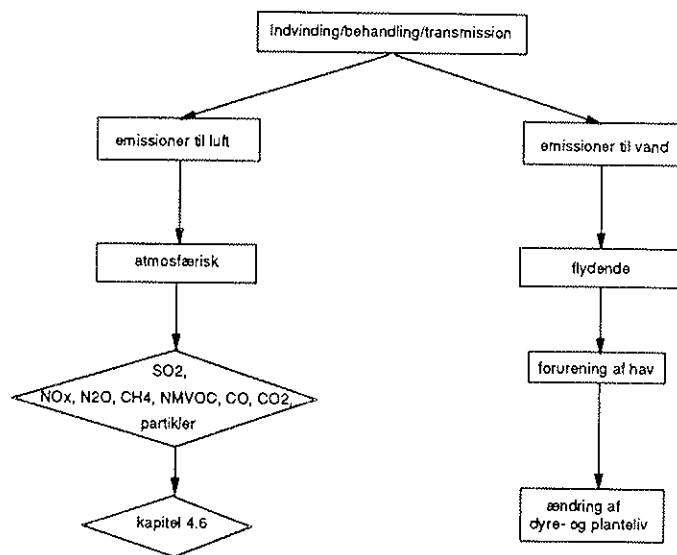 Indvinding/behandling/transmission
emissioner til luft
emissioner til vand
atmosfærisk
flydende
SO2,
NOx, N2O, CH4, NMVOC, CO, CO2,
partikler
forurening af hav
kapitel 4.6
ændring af
dyre- og planteliv